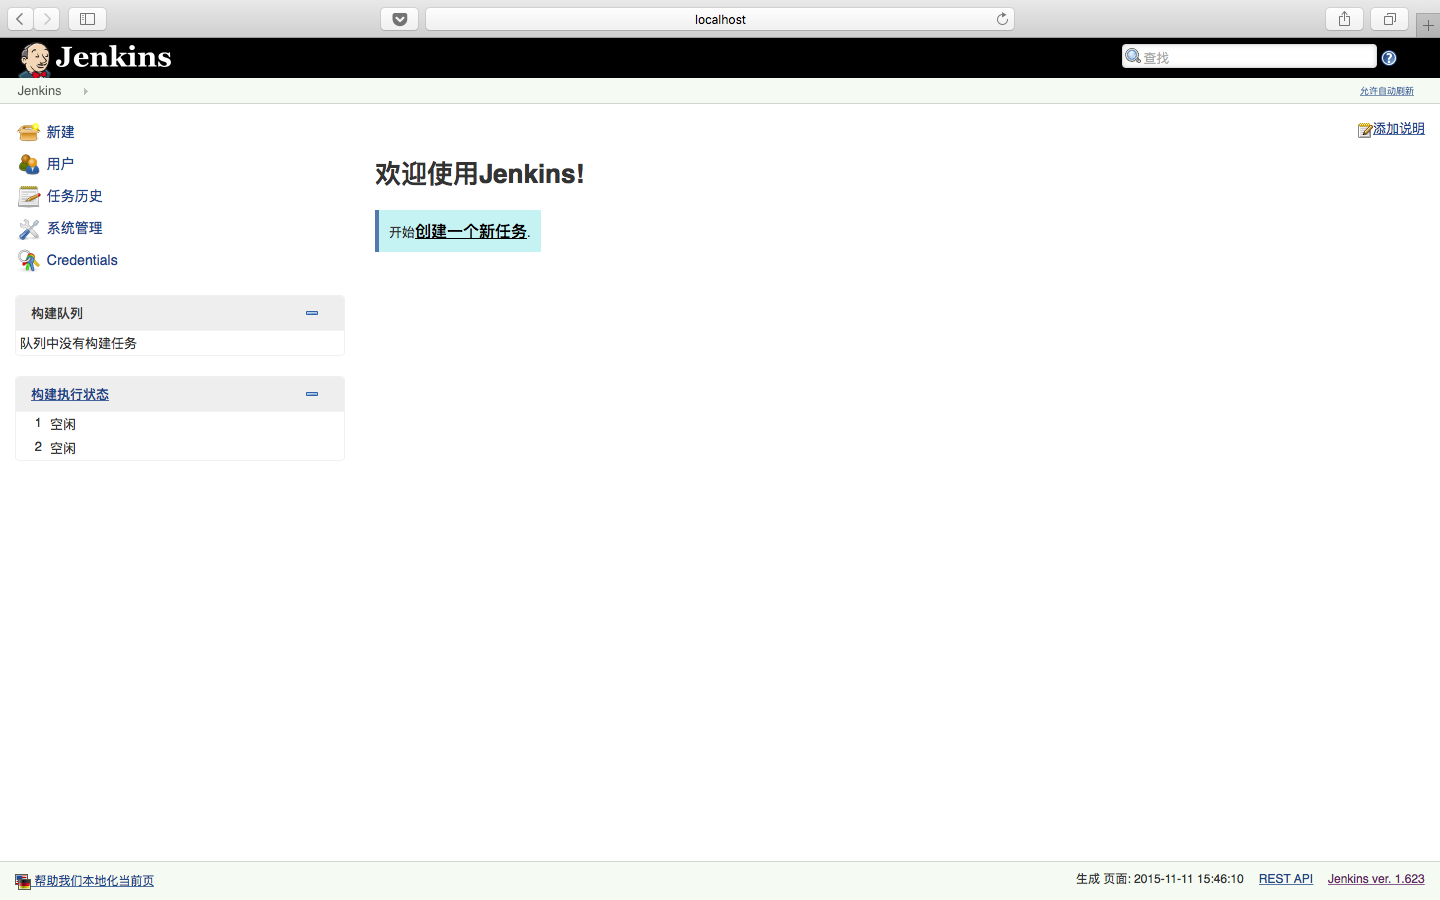 localhost
Jenkins
查找
Jenkins
允许自动刷新
新建
用户
任务历史
系统管理
Credentials
添加说明
欢迎使用Jenkins!
开始创建一个新任务.
构建队列
队列中没有构建任务
构建执行状态
1 空闲
2 空闲
帮助我们本地化当前页
生成 页面: 2015-11-11 15:46:10 REST API Jenkins ver. 1.623